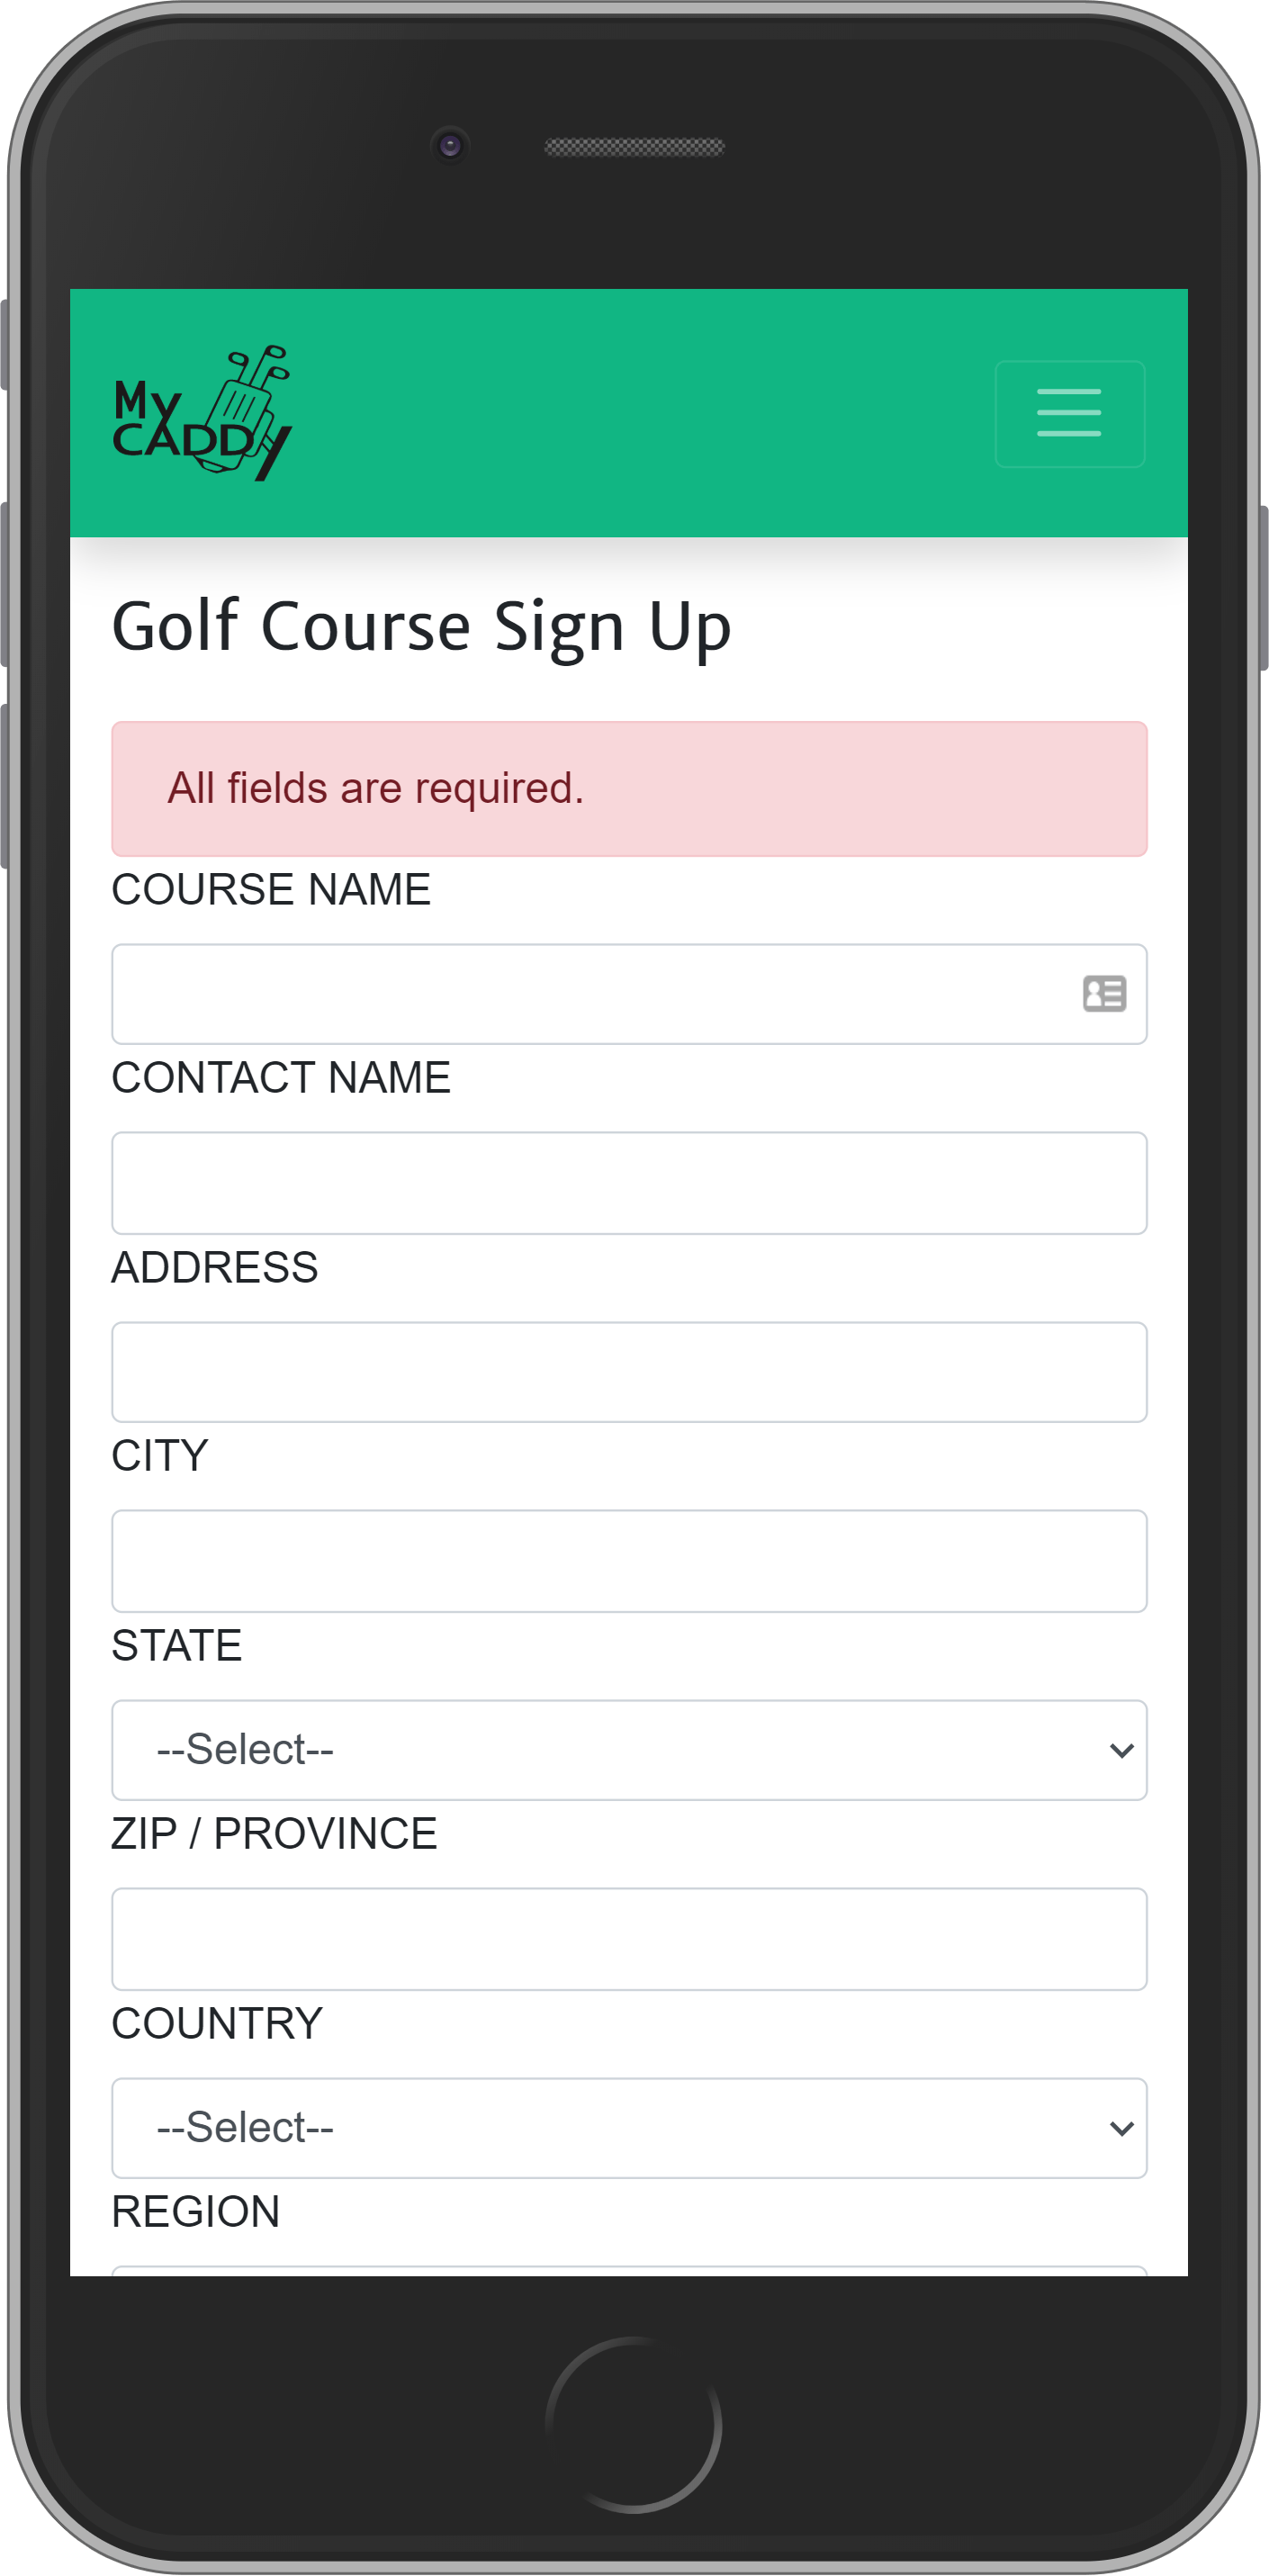 My
CADDY
Golf Course Sign Up
All fields are required.
COURSE NAME
CONTACT NAME
ADDRESS
CITY
STATE
--Select--
ZIP / PROVINCE
COUNTRY
--Select--
REGION